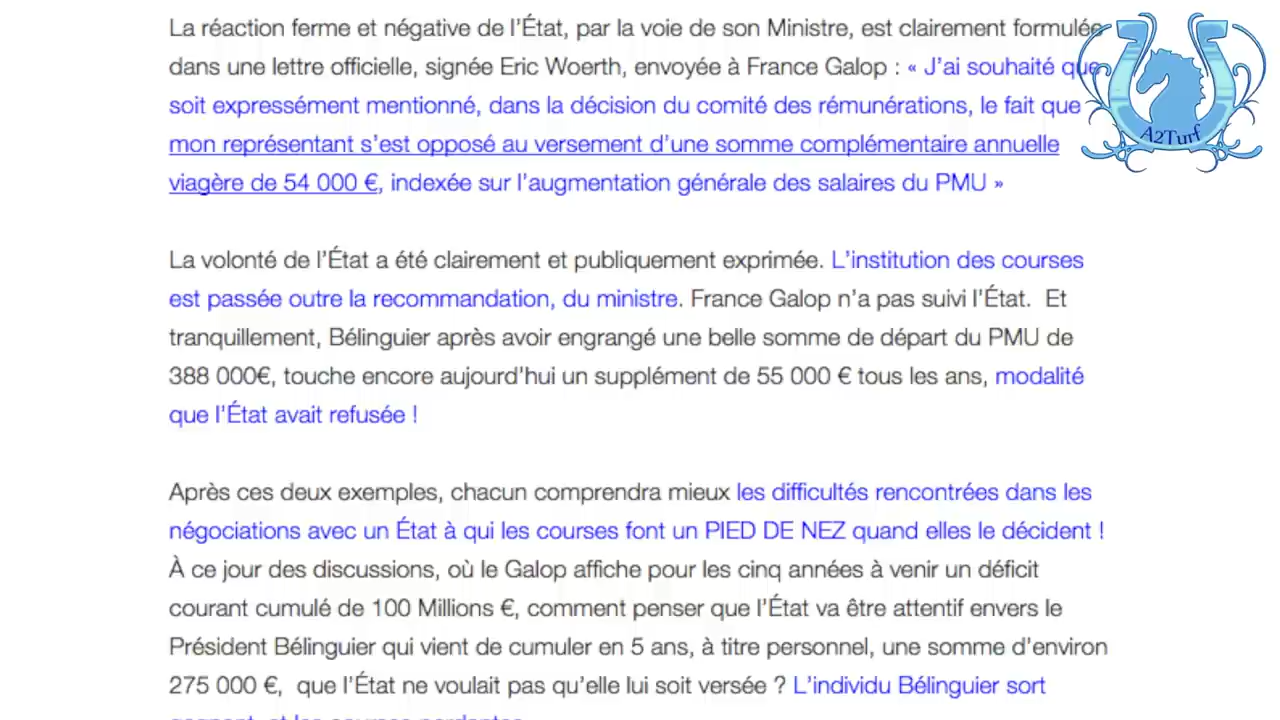 La réaction ferme et négative de l'État, par la voie de son Ministre, est clairement formulée
dans une lettre officielle, signée Eric Woerth, envoyée à France Galop : « J'ai souhaité que
soit expressément mentionné, dans la décision du comité des rémunérations, le fait que
mon représentant s'est opposé au versement d'une somme complémentaire annuelle
viagère de 54 000 €, indexée sur l'augmentation générale des salaires du PMU »
A2Turf
La volonté de l'État a été clairement et publiquement exprimée. L'institution des courses
est passée outre la recommandation, du ministre. France Galop n'a pas suivi l'État.  Et
tranquillement, Bélinguier après avoir engrangé une belle somme de départ du PMU de
388 000€, touche encore aujourd'hui un supplément de 55 000 € tous les ans, modalité
que l'État avait refusée !
Après ces deux exemples, chacun comprendra mieux les difficultés rencontrées dans les
négociations avec un État à qui les courses font un PIED DE NEZ quand elles le décident !
À ce jour des discussions, où le Galop affiche pour les cinq années à venir un déficit
courant cumulé de 100 Millions €, comment penser que l'État va être attentif envers le
Président Bélinguier qui vient de cumuler en 5 ans, à titre personnel, une somme d'environ
275 000 €,  que l'État ne voulait pas qu'elle lui soit versée ? L'individu Bélinguier sort